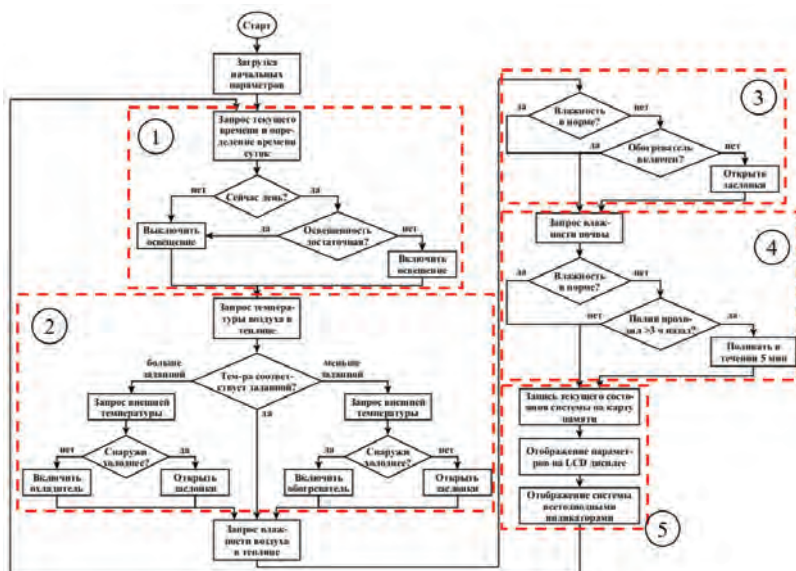 Старт
Загрузка
начальных
параметров
1
Запрос текущего
времени и опре-
деление времени
суток
Сейчас день?
нет
да
Выключить
освещение
да
Освещенность
достаточная?
нет
Включить
освещение
2
Запрос темпера-
туры воздуха в
теплице
Тем-ра соответ-
ствует заданной?
больше
заданной
меньше
заданной
да
Запрос внешней
температуры
Снаружи
холоднее?
нет
да
Включить
охладитель
Открыть
заслонки
Запрос внешней
температуры
Снаружи
холоднее?
да
нет
Включить
обогреватель
Открыть
заслонки
Запрос влаж-
ности воздуха
в теплице
3
Влажность
в норме?
да
нет
да
Обогреватель
включен?
нет
Открыть
заслонки
4
Запрос влаж-
ности почвы
Влажность
в норме?
да
нет
нет
Полив прохо-
дил >3 ч назад?
да
Поливать в
течении 5 мин
Запись текущего состо-
яния системы на карту
памяти
Отображение парамет-
ров на LCD дисплее
Отображение системы
светодиодными
индикаторами
5